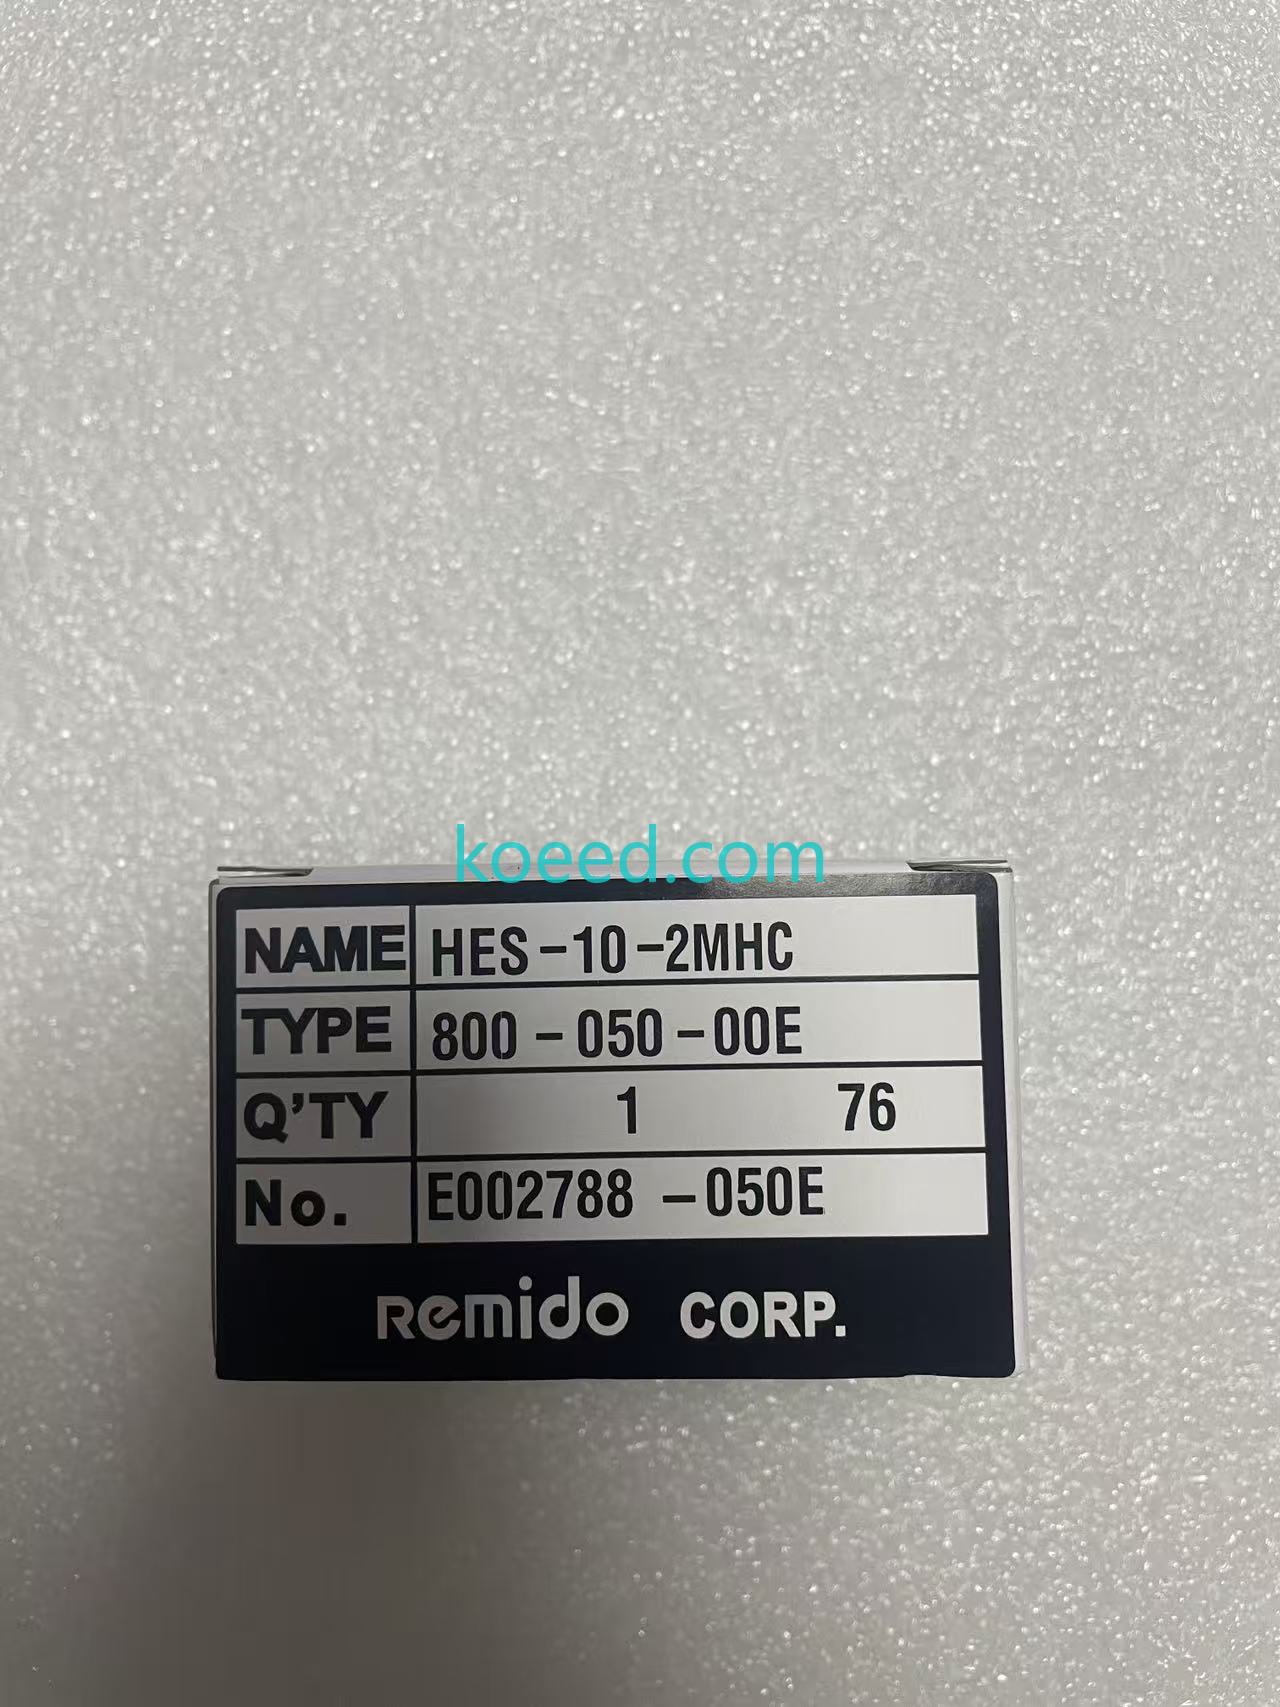 koeed.com
NAME HES-10-2MHC
TYPE 800-050-00E
Q'TY 1 76
No. E002788-050E
Remido CORP.